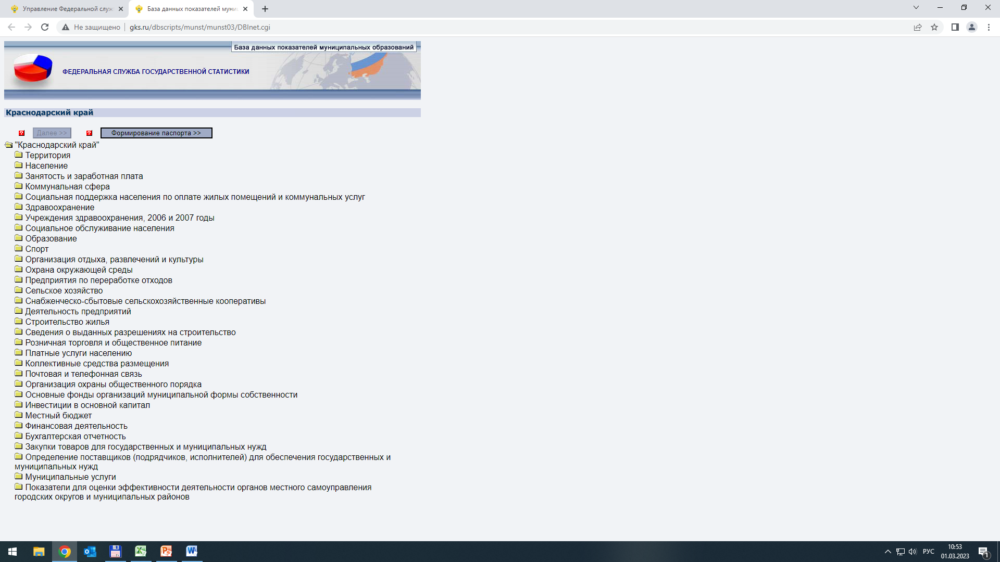 Управление Федеральной служ
База данных показателей муни
Не защищено
gks.ru/dbscripts/munst/munst03/DBInet.cgi
База данных показателей муниципальных образований
ФЕДЕРАЛЬНАЯ СЛУЖБА ГОСУДАРСТВЕННОЙ СТАТИСТИКИ
Краснодарский край
? Далее >> ? Формирование паспорта >>
"Краснодарский край"
Территория
Население
Занятость и заработная плата
Коммунальная сфера
Социальная поддержка населения по оплате жилых помещений и коммунальных услуг
Здравоохранение
Учреждения здравоохранения, 2006 и 2007 годы
Социальное обслуживание населения
Образование
Спорт
Организация отдыха, развлечений и культуры
Охрана окружающей среды
Предприятия по переработке отходов
Сельское хозяйство
Снабженческо-сбытовые сельскохозяйственные кооперативы
Деятельность предприятий
Строительство жилья
Сведения о выданных разрешениях на строительство
Розничная торговля и общественное питание
Платные услуги населению
Коллективные средства размещения
Почтовая и телефонная связь
Организация охраны общественного порядка
Основные фонды организаций муниципальной формы собственности
Инвестиции в основной капитал
Местный бюджет
Финансовая деятельность
Бухгалтерская отчетность
Закупки товаров для государственных и муниципальных нужд
Определение поставщиков (подрядчиков, исполнителей) для обеспечения государственных и
муниципальных нужд
Муниципальные услуги
Показатели для оценки эффективности деятельности органов местного самоуправления
городских округов и муниципальных районов
РУС
10:53
01.03.2023
1